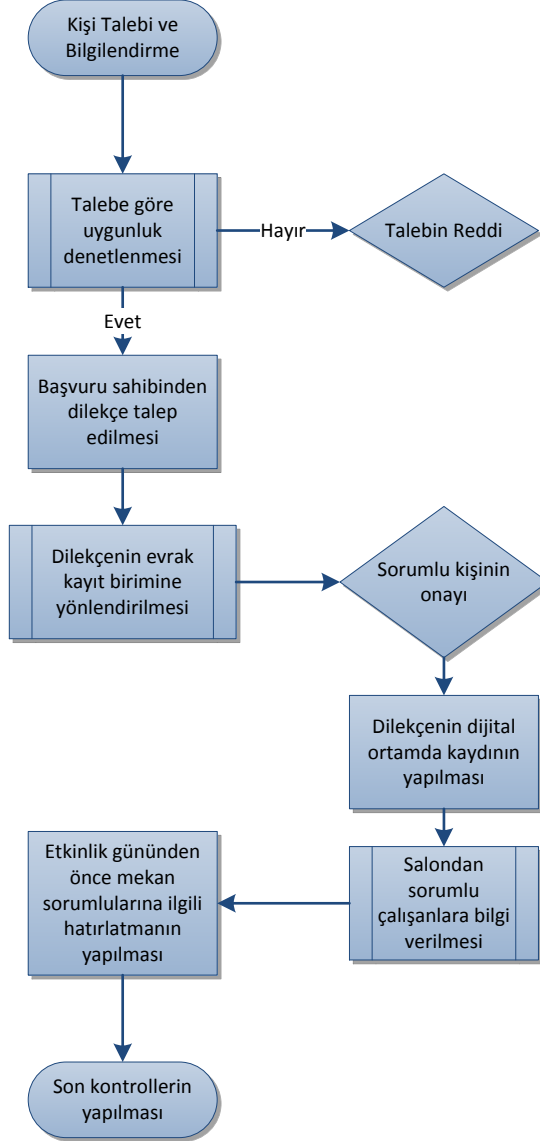 Kişi Talebi ve
Bilgilendirme
Talebe göre
uygunluk
denetlenmesi
Hayır
Talebin Reddi
Evet
Başvuru sahibinden
dilekçe talep
edilmesi
Dilekçenin evrak
kayıt birimine
yönlendirilmesi
Sorumlu kişinin
onayı
Dilekçenin dijital
ortamda kaydının
yapılması
Salondan
sorumlu
çalışanlara bilgi
verilmesi
Etkinlik gününden
önce mekan
sorumlularına ilgili
hatırlatmanın
yapılması
Son kontrollerin
yapılması